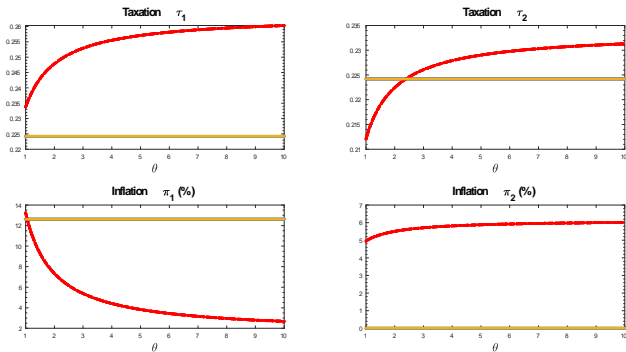 Taxation τ1
Taxation τ2
0.26
0.255
0.25
0.245
0.24
0.235
0.23
0.225
0.22
1 2 3 4 5 6 7 8 9 10
θ
0.235
0.23
0.225
0.22
0.215
0.21
1 2 3 4 5 6 7 8 9 10
θ
Inflation π1 (%)
Inflation π2 (%)
14
12
10
8
6
4
2
1 2 3 4 5 6 7 8 9 10
θ
7
6
5
4
3
2
1
0
1 2 3 4 5 6 7 8 9 10
θ